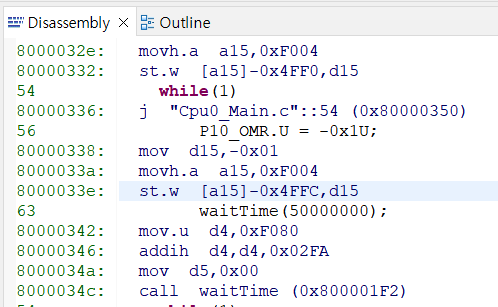 Disassembly Outline
8000032e: movh.a a15,0xF004
80000332: st.w [a15]-0x4FF0,d15
54 while(1)
80000336: j "Cpu0_Main.c"::54 (0x80000350)
56 P10_OMR.U = -0x1U;
80000338: mov d15,-0x01
8000033a: movh.a a15,0xF004
8000033e: st.w [a15]-0x4FFC,d15
63 waitTime(50000000);
80000342: mov.u d4,0xF080
80000346: addih d4,d4,0x02FA
8000034a: mov d5,0x00
8000034c: call waitTime (0x800001F2)